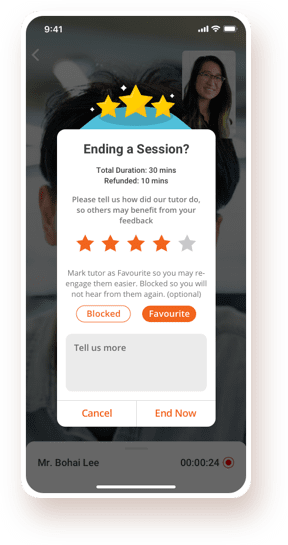 9:41
Ending a Session?
Total Duration: 30 mins
Refunded: 10 mins
Please tell us how did our tutor do,
so others may benefit from your
feedback
Mark tutor as Favourite so you may re-
engage them easier. Blocked so you will
not hear from them again. (optional)
Blocked Favourite
Tell us more
Cancel End Now
Mr. Bohai Lee 00:00:24